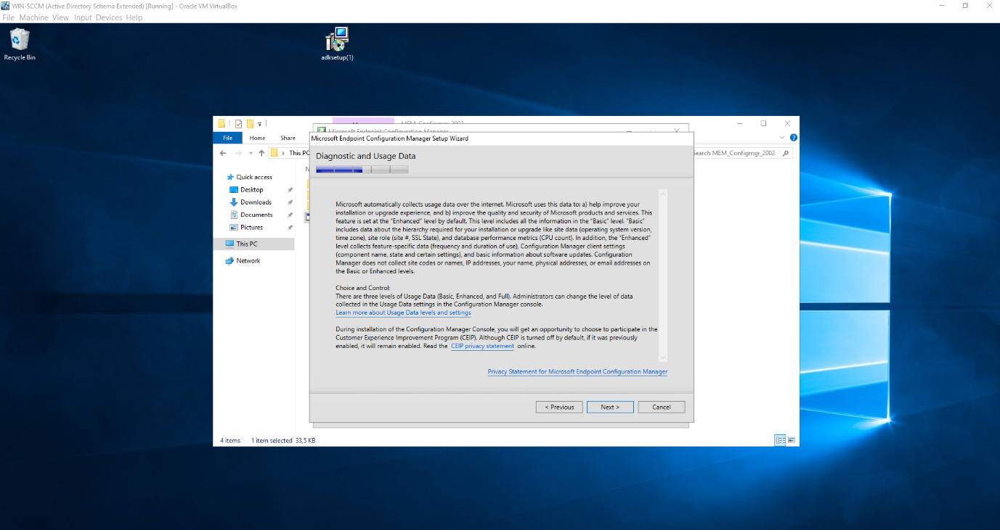 WIN-SCCM (Active Directory Schema Extended) [Running] - Oracle VM VirtualBox
File Machine View Input Devices Help
Recycle Bin
adksetup(1)
MEM_Configmgr_2002
Microsoft Endpoint Configuration Manager
File Home Share
Microsoft Endpoint Configuration Manager Setup Wizard
This PC
Search MEM_Configmgr_2002
Diagnostic and Usage Data
Quick access
Desktop
Downloads
Documents
Pictures
This PC
Network
Microsoft automatically collects usage data over the internet. Microsoft uses this data to: a) help improve your
installation or upgrade experience, and b) improve the quality and security of Microsoft products and services. This
feature is set at the “Enhanced” level by default. This level includes all the information in the “Basic” level. “Basic”
includes data about the hierarchy required for your installation or upgrade like site data (operating system version,
time zone), site role (site #, SSL State), and database performance metrics (CPU count). In addition, the “Enhanced”
level collects feature-specific data (frequency and duration of use), Configuration Manager client settings
(component name, state and certain settings), and basic information about software updates. Configuration
Manager does not collect site codes or names, IP addresses, your name, physical addresses, or email addresses on
the Basic or Enhanced levels.
Choice and Control:
There are three levels of Usage Data (Basic, Enhanced, and Full). Administrators can change the level of data
collected in the Usage Data settings in the Configuration Manager console.
Learn more about Usage Data levels and settings
During installation of the Configuration Manager Console, you will get an opportunity to choose to participate in the
Customer Experience Improvement Program (CEIP). Although CEIP is turned off by default, if it was previously
enabled, it will remain enabled. Read the CEIP privacy statement online.
Privacy Statement for Microsoft Endpoint Configuration Manager
< Previous Next > Cancel
4 items 1 item selected 33,5 KB